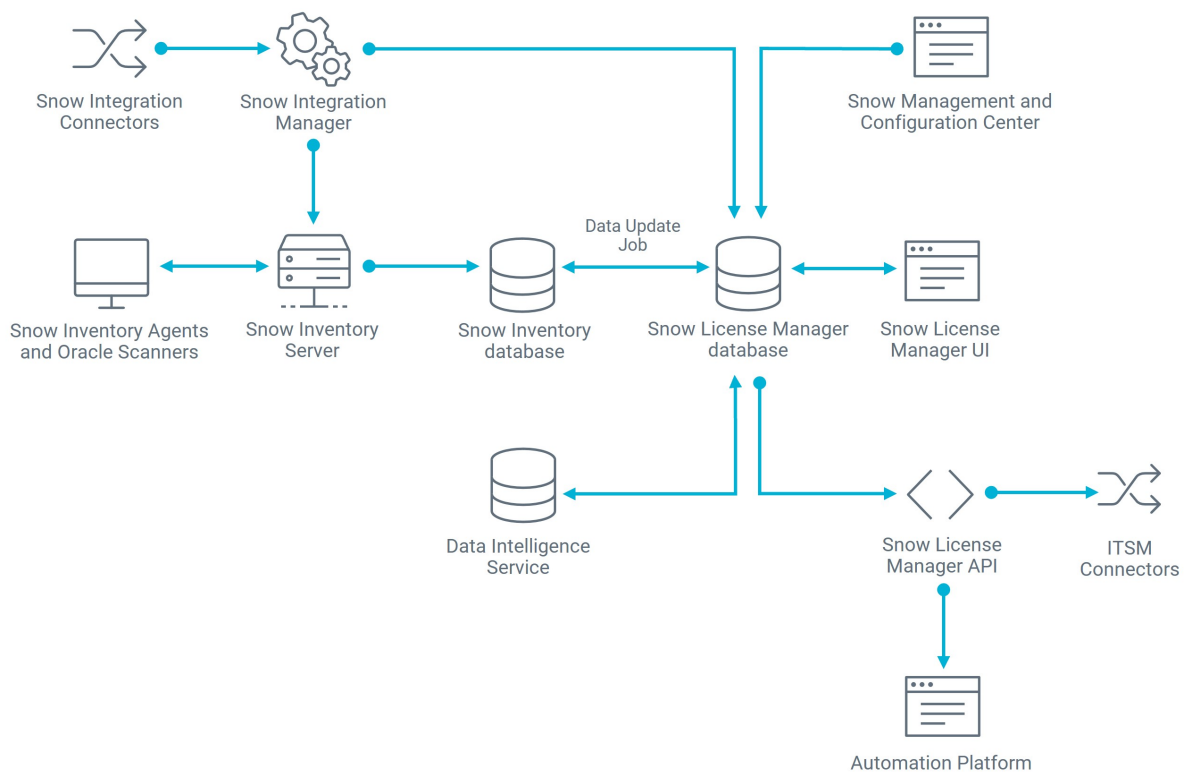 Snow Integration
Connectors
Snow Integration
Manager
Snow Management and
Configuration Center
Data Update
Job
Snow Inventory Agents
and Oracle Scanners
Snow Inventory
Server
Snow Inventory
database
Snow License Manager
database
Snow License
Manager UI
Data Intelligence
Service
Snow License
Manager API
ITSM
Connectors
Automation Platform